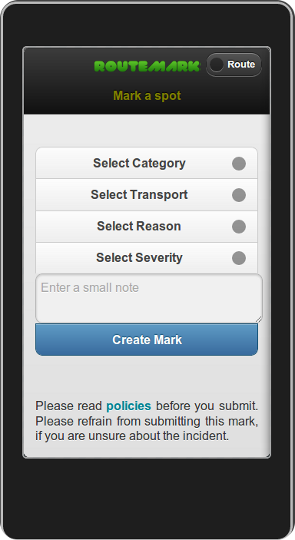 ROUTEMARK
Route
Mark a spot
Select Category
Select Transport
Select Reason
Select Severity
Enter a small note
Create Mark
Please read policies before you submit.
Please refrain from submitting this mark,
if you are unsure about the incident.